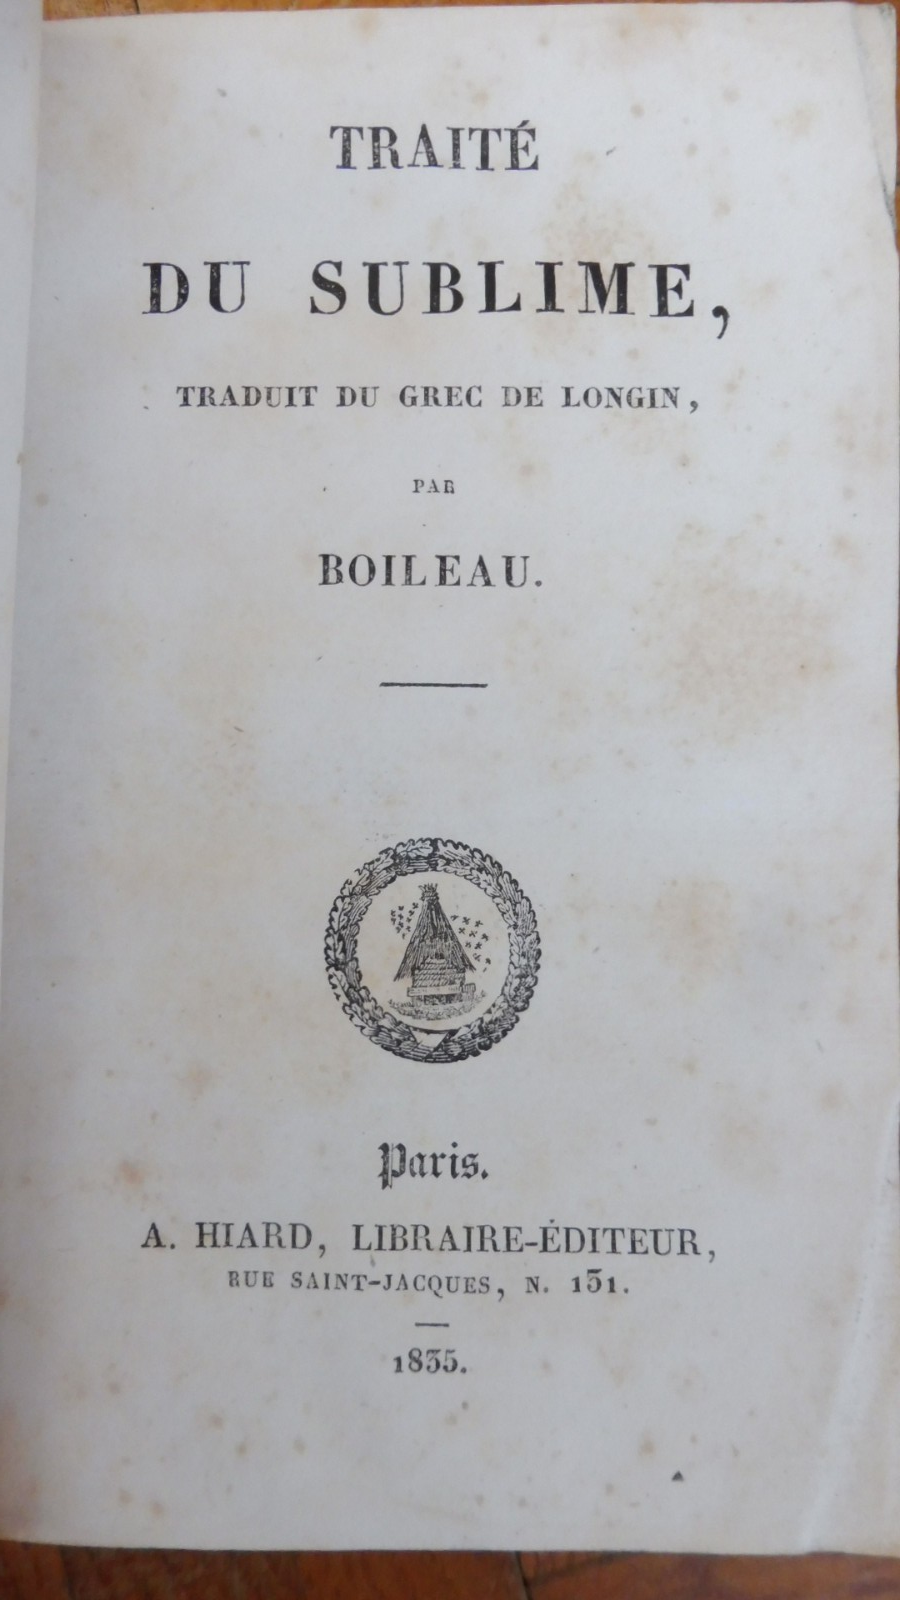 TRAITÉ
DU SUBLIME,
TRADUIT DU GREC DE LONGIN,
PAR
BOILEAU.
Paris.
A. HIARD, LIBRAIRE-ÉDITEUR,
RUE SAINT-JACQUES, N. 131.
1835.